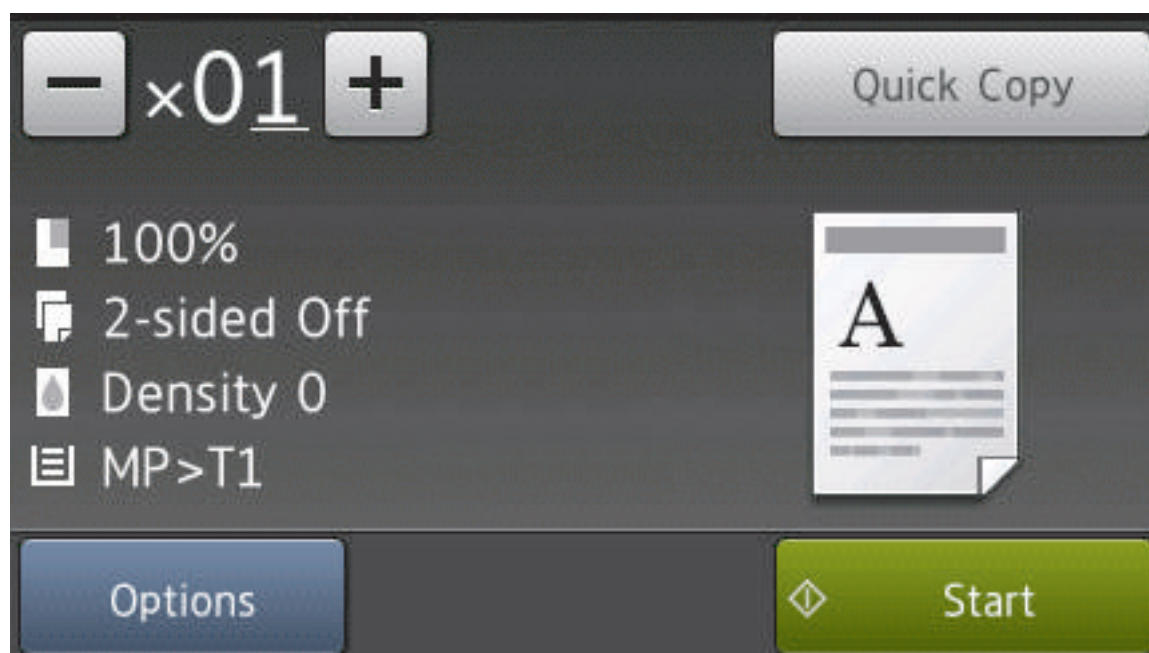 − ×01 +
Quick Copy
100%
2-sided Off
Density 0
MP>T1
A
Options
Start